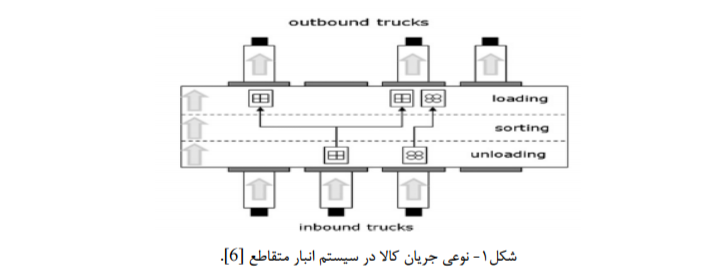 outbound trucks
loading
sorting
unloading
inbound trucks
شکل۱- نوعی جریان کالا در سیستم انبار متقاطع [6].